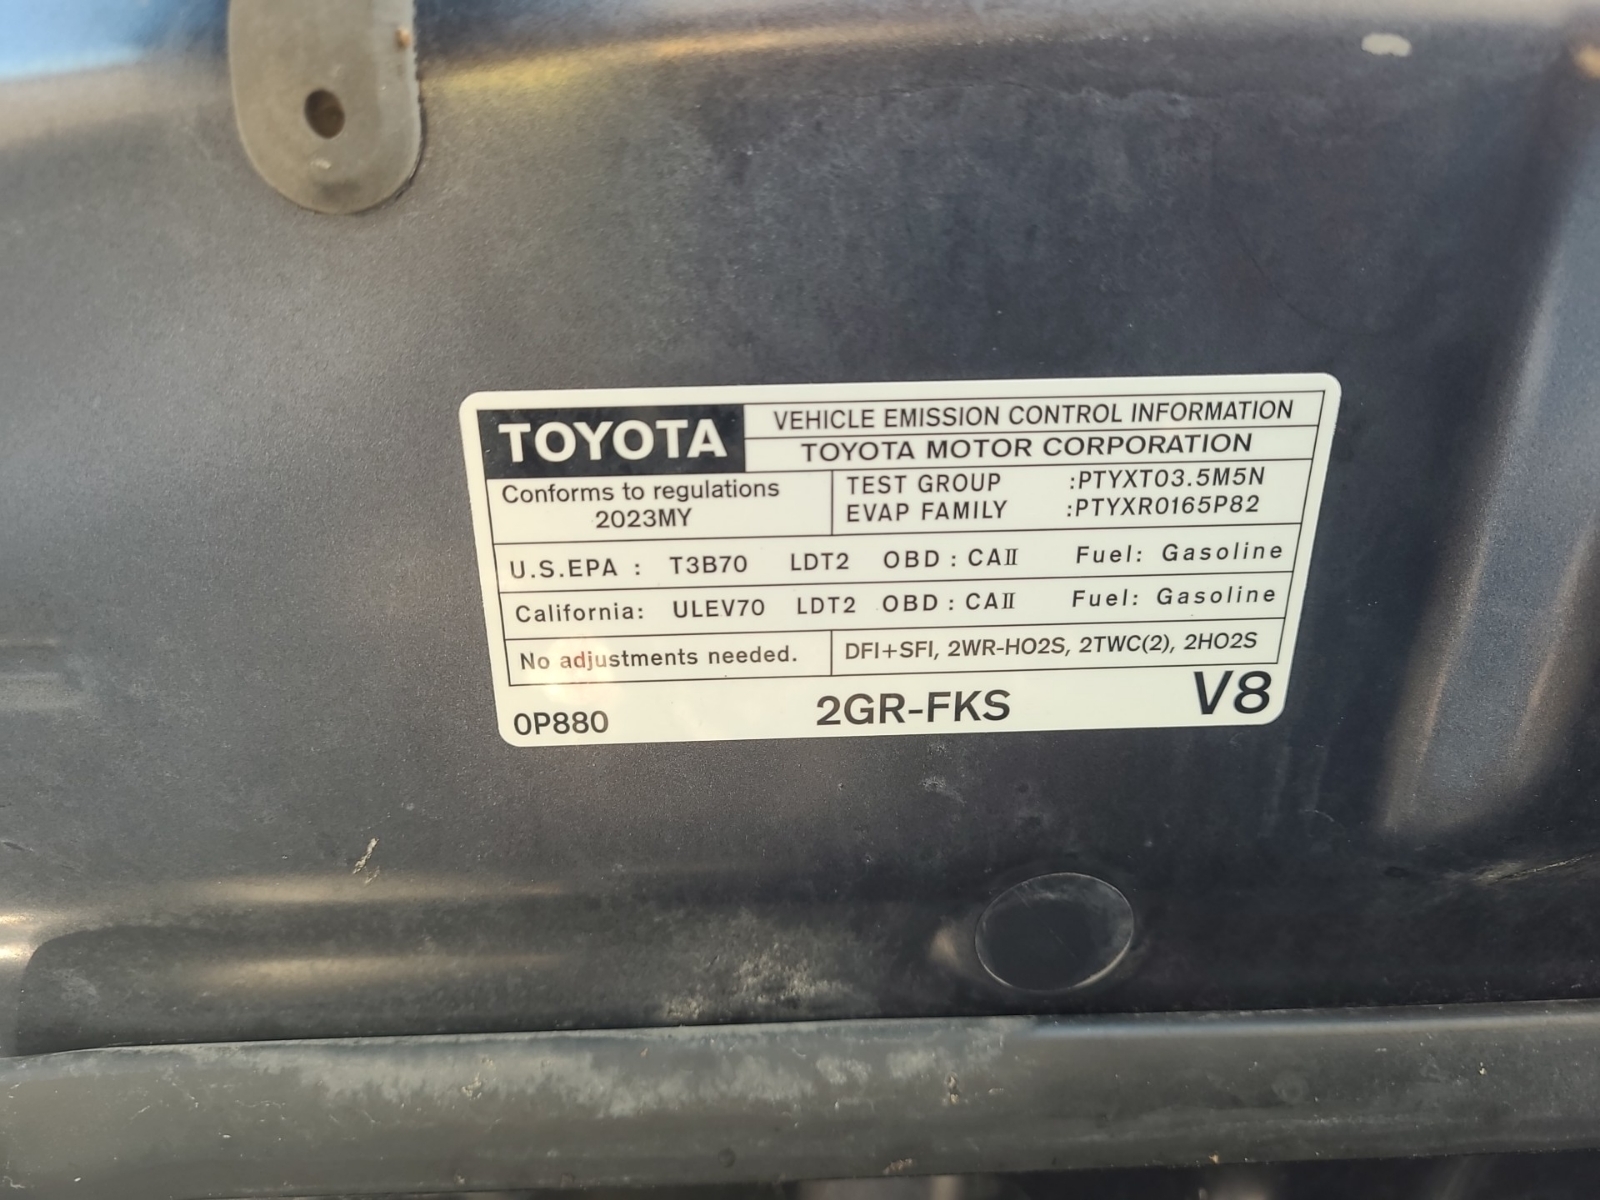 TOYOTA
VEHICLE EMISSION CONTROL INFORMATION
TOYOTA MOTOR CORPORATION
Conforms to regulations
2023MY
TEST GROUP :PTYXT03.5M5N
EVAP FAMILY :PTYXR0165P82
U.S.EPA : T3B70 LDT2 OBD : CAII Fuel: Gasoline
California: ULEV70 LDT2 OBD : CAII Fuel: Gasoline
No adjustments needed.
DFI+SFI, 2WR-HO2S, 2TWC(2), 2HO2S
0P880 2GR-FKS V8